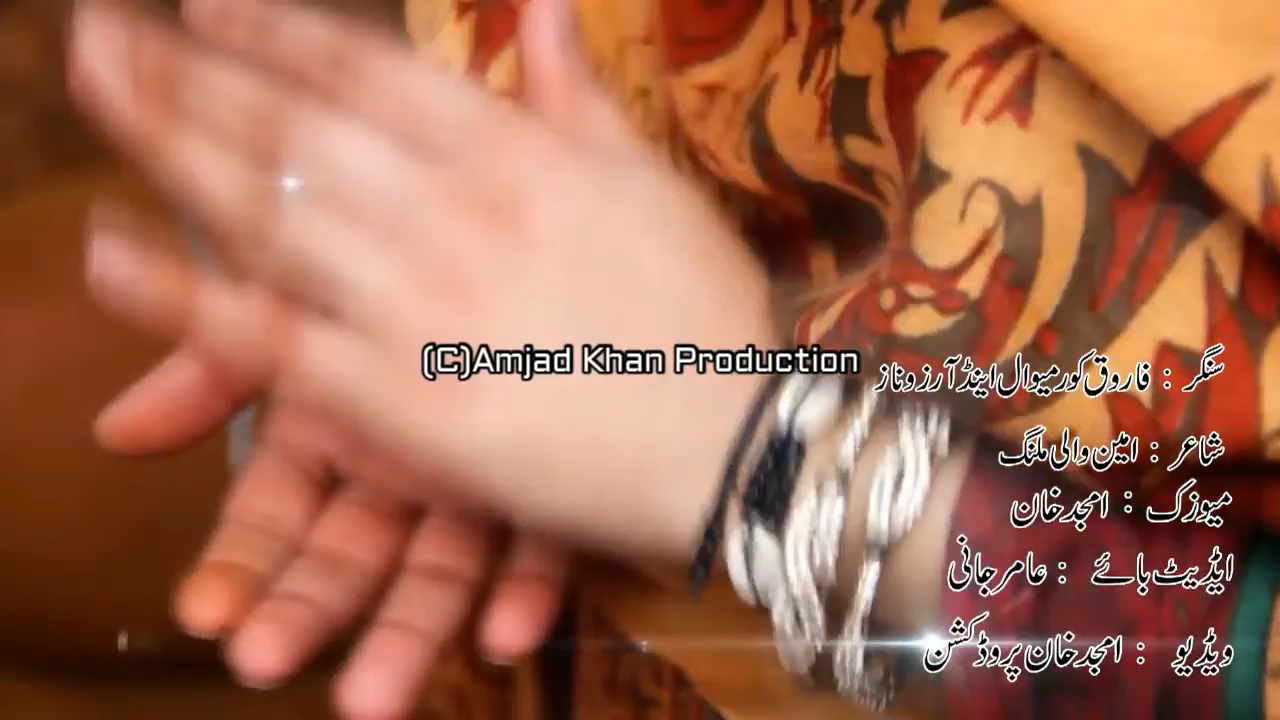 (C)Amjad Khan Production
سنگر : فاروق کورمیوال اینڈ آرزو ناز
شاعر : امین والی ملنگ
میوزک : امجد خان
ایڈیٹ بائے : عامر جانی
ویڈیو : امجد خان پروڈکشن